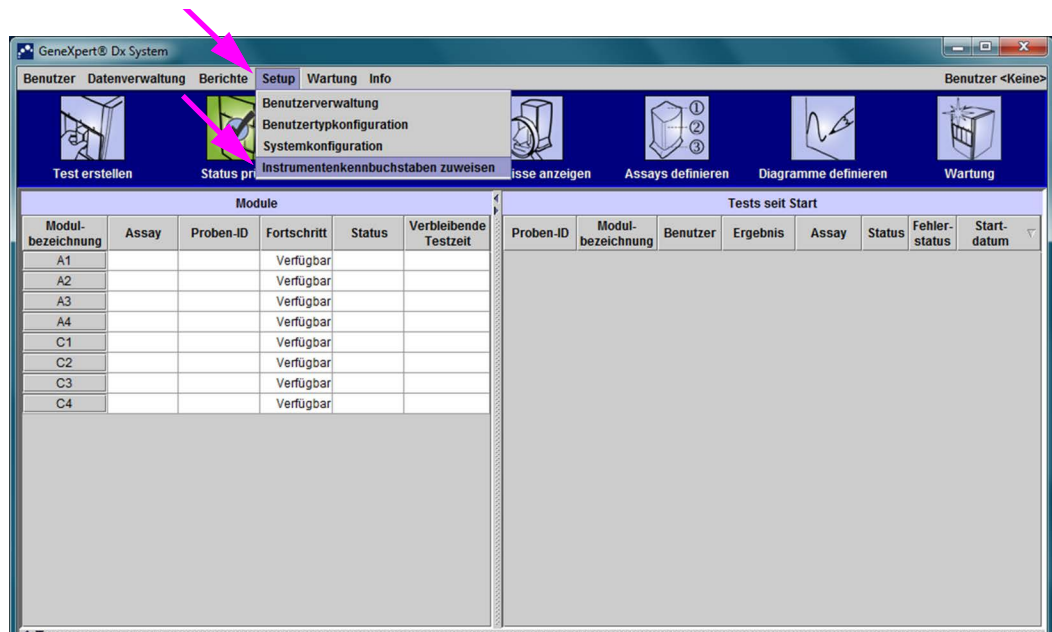 GeneXpert® Dx System
Benutzer Datenverwaltung Berichte Setup Wartung Info Benutzer <Keine>
Benutzerverwaltung
Benutzertypkonfiguration
Systemkonfiguration
Instrumentenkennbuchstaben zuweisen
Test erstellen Status pr isse anzeigen Assays definieren Diagramme definieren Wartung
Module
Modul-bezeichnung Assay Proben-ID Fortschritt Status Verbleibende Testzeit
A1 Verfügbar
A2 Verfügbar
A3 Verfügbar
A4 Verfügbar
C1 Verfügbar
C2 Verfügbar
C3 Verfügbar
C4 Verfügbar
Tests seit Start
Proben-ID Modul-bezeichnung Benutzer Ergebnis Assay Status Fehler-status Start-datum